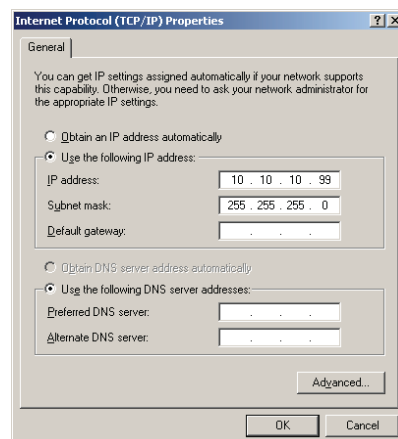 Internet Protocol (TCP/IP) Properties ? X
General
You can get IP settings assigned automatically if your network supports
this capability. Otherwise, you need to ask your network administrator for
the appropriate IP settings.
Obtain an IP address automatically
Use the following IP address:
IP address: 10 . 10 . 10 . 99
Subnet mask: 255 . 255 . 255 . 0
Default gateway: . . .
Obtain DNS server address automatically
Use the following DNS server addresses:
Preferred DNS server: . . .
Alternate DNS server: . . .
Advanced...
OK Cancel